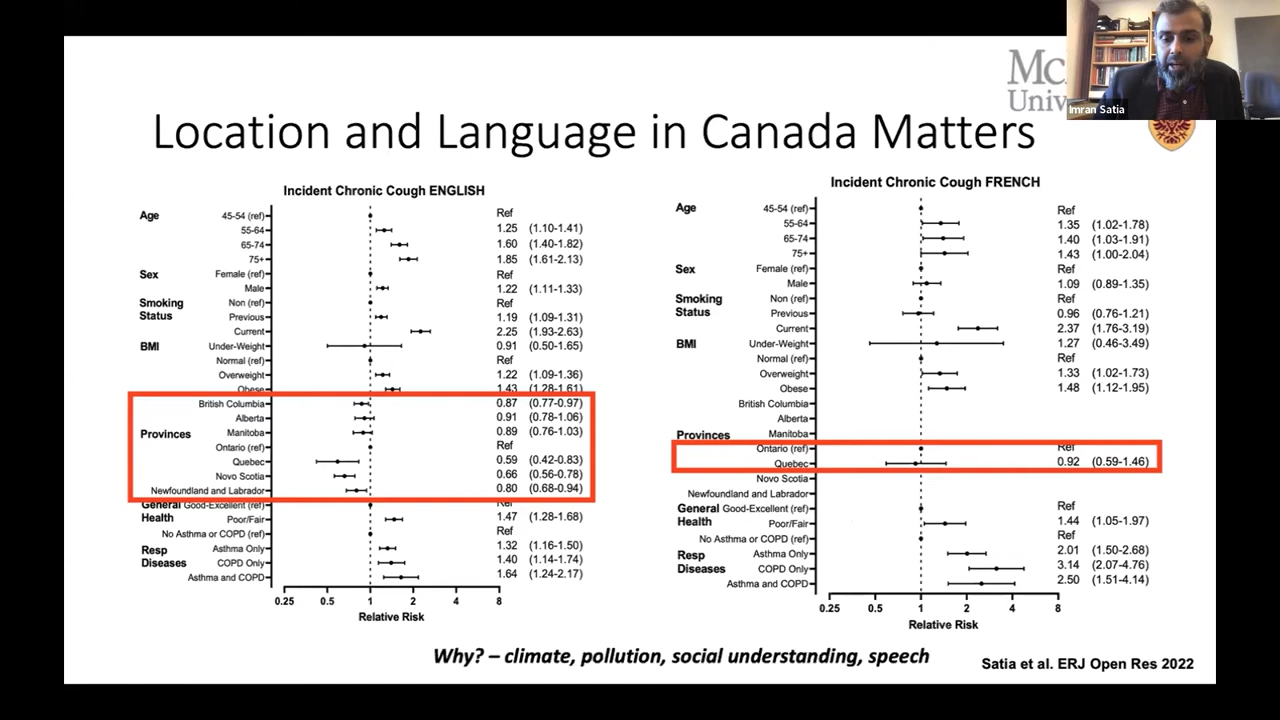 McM
Univ
Imran Satia
Location and Language in Canada Matters
Incident Chronic Cough ENGLISH
Age 45-54 (ref) Ref
55-64 1.25 (1.10-1.41)
65-74 1.60 (1.40-1.82)
75+ 1.85 (1.61-2.13)
Sex Female (ref) Ref
Male 1.22 (1.11-1.33)
Smoking Status Non (ref) Ref
Previous 1.19 (1.09-1.31)
Current 2.25 (1.93-2.63)
BMI Under-Weight 0.91 (0.50-1.65)
Normal (ref) Ref
Overweight 1.22 (1.09-1.36)
Obese 1.43 (1.28-1.61)
British Columbia 0.87 (0.77-0.97)
Alberta 0.91 (0.78-1.06)
Provinces Manitoba 0.89 (0.76-1.03)
Ontario (ref) Ref
Quebec 0.59 (0.42-0.83)
Novo Scotia 0.66 (0.56-0.78)
Newfoundland and Labrador 0.80 (0.68-0.94)
General Health Good-Excellent (ref) Ref
Poor/Fair 1.47 (1.28-1.68)
No Asthma or COPD (ref) Ref
Resp Diseases Asthma Only 1.32 (1.16-1.50)
COPD Only 1.40 (1.14-1.74)
Asthma and COPD 1.64 (1.24-2.17)
0.25 0.5 1 2 4 8
Relative Risk
Incident Chronic Cough FRENCH
Age 45-54 (ref) Ref
55-64 1.35 (1.02-1.78)
65-74 1.40 (1.03-1.91)
75+ 1.43 (1.00-2.04)
Sex Female (ref) Ref
Male 1.09 (0.89-1.35)
Smoking Status Non (ref) Ref
Previous 0.96 (0.76-1.21)
Current 2.37 (1.76-3.19)
BMI Under-Weight 1.27 (0.46-3.49)
Normal (ref) Ref
Overweight 1.33 (1.02-1.73)
Obese 1.48 (1.12-1.95)
British Columbia
Alberta
Provinces Manitoba
Ontario (ref) Ref
Quebec 0.92 (0.59-1.46)
Novo Scotia
Newfoundland and Labrador
General Health Good-Excellent (ref) Ref
Poor/Fair 1.44 (1.05-1.97)
No Asthma or COPD (ref) Ref
Resp Diseases Asthma Only 2.01 (1.50-2.68)
COPD Only 3.14 (2.07-4.76)
Asthma and COPD 2.50 (1.51-4.14)
0.25 0.5 1 2 4 8
Relative Risk
Why? – climate, pollution, social understanding, speech
Satia et al. ERJ Open Res 2022